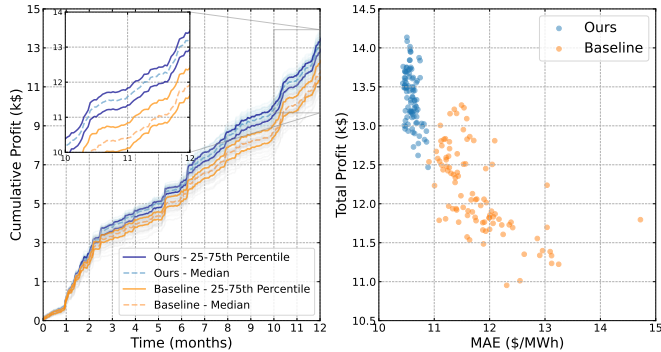 15
13
11
9
7
5
3
1
0
Cumulative Profit (k$)
14
13
12
11
10
10
11
12
Ours - 25-75th Percentile
Ours - Median
Baseline - 25-75th Percentile
Baseline - Median
0 1 2 3 4 5 6 7 8 9 10 11 12
Time (months)
14.5
14.0
13.5
13.0
12.5
12.0
11.5
11.0
10.5
Total Profit (k$)
Ours
Baseline
10 11 12 13 14 15
MAE ($/MWh)